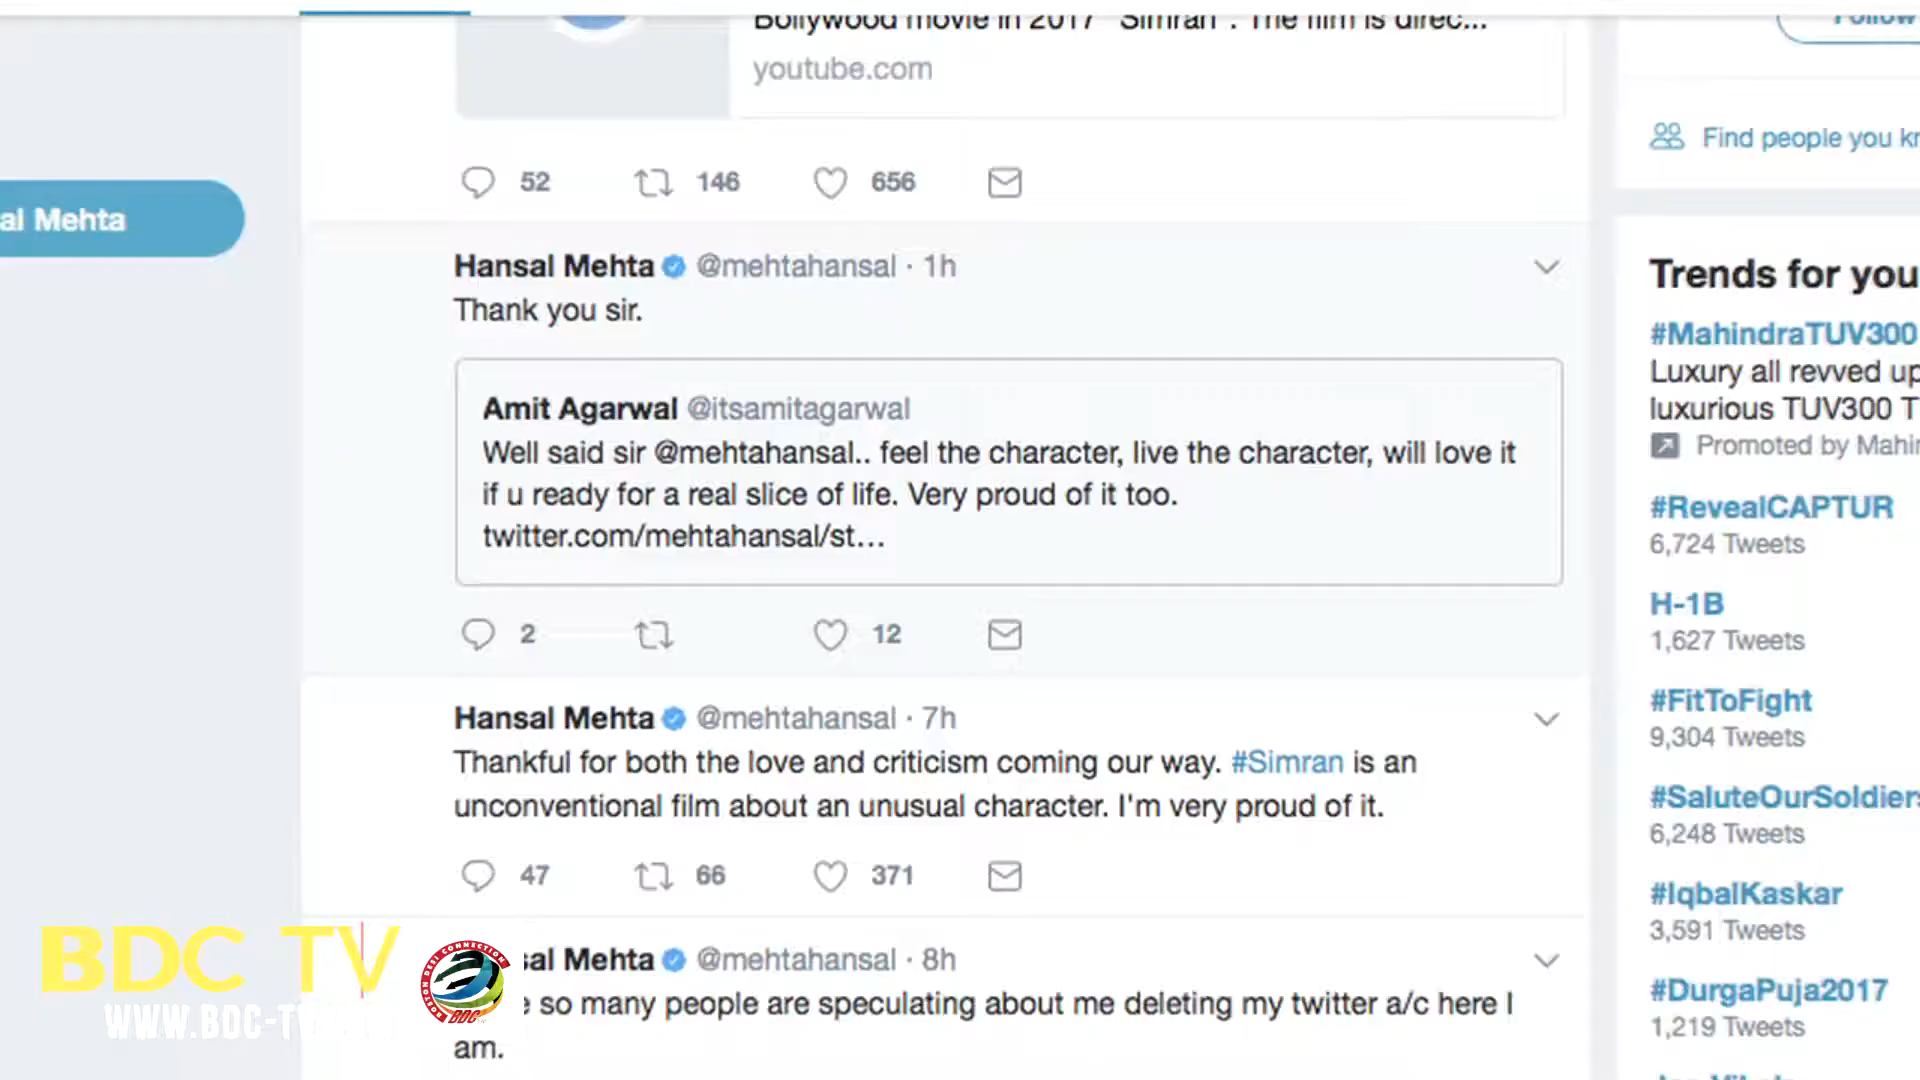 Bollywood movie in 2017 "Simran". The film is direc...
youtube.com
52 146 656
al Mehta
Hansal Mehta @mehtahansal · 1h
Thank you sir.
Amit Agarwal @itsamitagarwal
Well said sir @mehtahansal.. feel the character, live the character, will love it
if u ready for a real slice of life. Very proud of it too.
twitter.com/mehtahansal/st...
2 12
Hansal Mehta @mehtahansal · 7h
Thankful for both the love and criticism coming our way. #Simran is an
unconventional film about an unusual character. I'm very proud of it.
47 66 371
sal Mehta @mehtahansal · 8h
so many people are speculating about me deleting my twitter a/c here I
am.
Follow
Find people you kn
Trends for you
#MahindraTUV300
Luxury all revved up
luxurious TUV300 T
Promoted by Mahin
#RevealCAPTUR
6,724 Tweets
H-1B
1,627 Tweets
#FitToFight
9,304 Tweets
#SaluteOurSoldiers
6,248 Tweets
#IqbalKaskar
3,591 Tweets
#DurgaPuja2017
1,219 Tweets
BDC TV
WWW.BDC-TV
BOSTON DESI CONNECTION
BDC